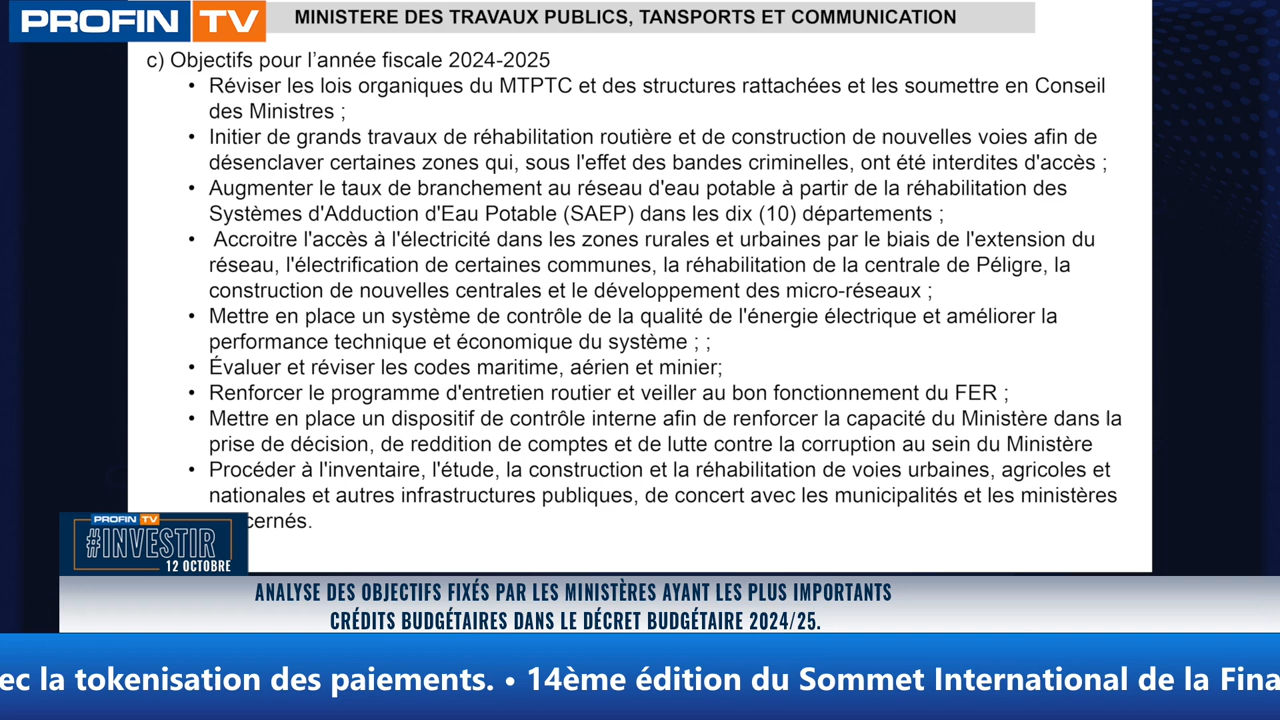 PROFIN TV
MINISTERE DES TRAVAUX PUBLICS, TANSPORTS ET COMMUNICATION
c) Objectifs pour l’année fiscale 2024-2025
• Réviser les lois organiques du MTPTC et des structures rattachées et les soumettre en Conseil
des Ministres ;
• Initier de grands travaux de réhabilitation routière et de construction de nouvelles voies afin de
désenclaver certaines zones qui, sous l'effet des bandes criminelles, ont été interdites d'accès ;
• Augmenter le taux de branchement au réseau d'eau potable à partir de la réhabilitation des
Systèmes d'Adduction d'Eau Potable (SAEP) dans les dix (10) départements ;
• Accroitre l'accès à l'électricité dans les zones rurales et urbaines par le biais de l'extension du
réseau, l'électrification de certaines communes, la réhabilitation de la centrale de Péligre, la
construction de nouvelles centrales et le développement des micro-réseaux ;
• Mettre en place un système de contrôle de la qualité de l'énergie électrique et améliorer la
performance technique et économique du système ; ;
• Évaluer et réviser les codes maritime, aérien et minier;
• Renforcer le programme d'entretien routier et veiller au bon fonctionnement du FER ;
• Mettre en place un dispositif de contrôle interne afin de renforcer la capacité du Ministère dans la
prise de décision, de reddition de comptes et de lutte contre la corruption au sein du Ministère
• Procéder à l'inventaire, l'étude, la construction et la réhabilitation de voies urbaines, agricoles et
nationales et autres infrastructures publiques, de concert avec les municipalités et les ministères
cernés.
PROFIN TV
#INVESTIR
12 OCTOBRE
ANALYSE DES OBJECTIFS FIXÉS PAR LES MINISTÈRES AYANT LES PLUS IMPORTANTS
CRÉDITS BUDGÉTAIRES DANS LE DÉCRET BUDGÉTAIRE 2024/25.
ec la tokenisation des paiements. • 14ème édition du Sommet International de la Fina